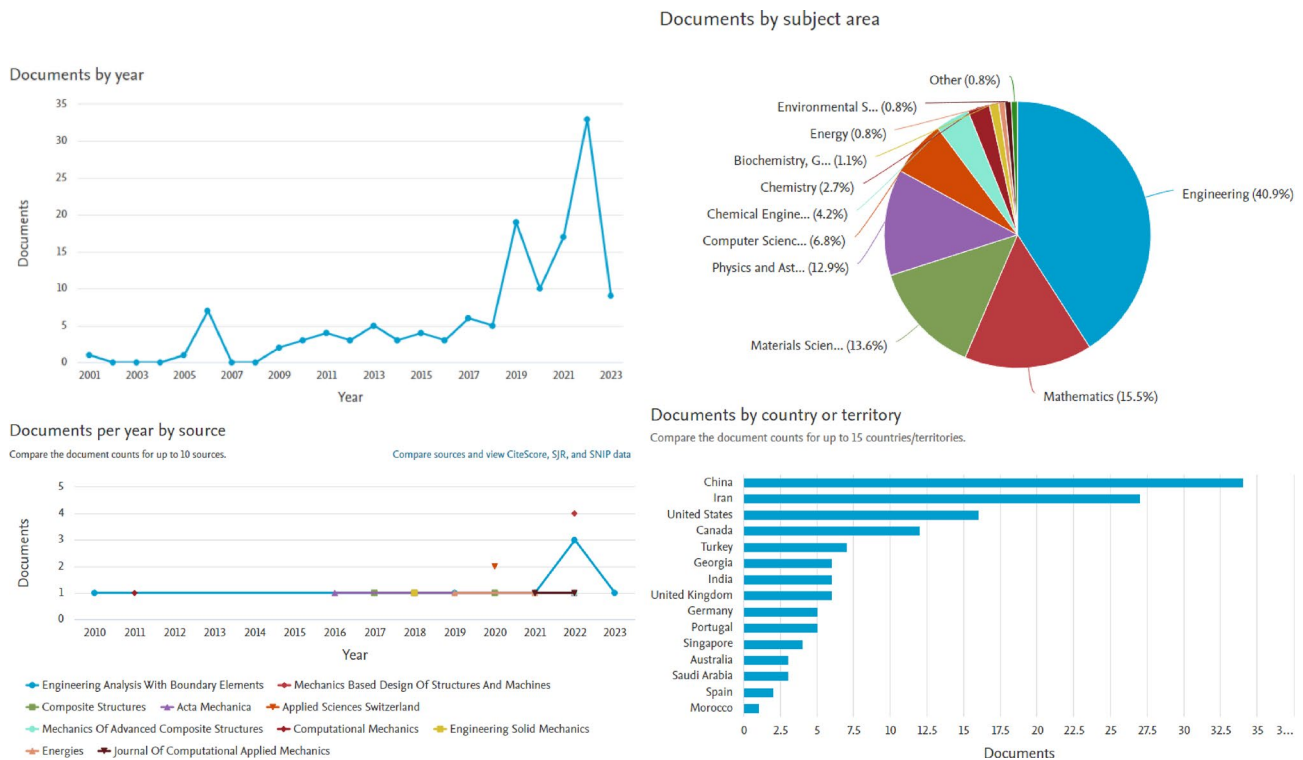 Documents by year
Documents
35
30
25
20
15
10
5
0
2001 2003 2005 2007 2009 2011 2013 2015 2017 2019 2021 2023
Year
Documents by subject area
Other (0.8%)
Environmental S... (0.8%)
Energy (0.8%)
Biochemistry, G... (1.1%)
Chemistry (2.7%)
Chemical Engine... (4.2%)
Computer Scienc... (6.8%)
Physics and Ast... (12.9%)
Materials Scien... (13.6%)
Engineering (40.9%)
Mathematics (15.5%)
Documents per year by source
Compare the document counts for up to 10 sources. Compare sources and view CiteScore, SJR, and SNIP data
Documents
5
4
3
2
1
0
2010 2011 2012 2013 2014 2015 2016 2017 2018 2019 2020 2021 2022 2023
Year
Engineering Analysis With Boundary Elements Mechanics Based Design Of Structures And Machines
Composite Structures Acta Mechanica Applied Sciences Switzerland
Mechanics Of Advanced Composite Structures Computational Mechanics Engineering Solid Mechanics
Energies Journal Of Computational Applied Mechanics
Documents by country or territory
Compare the document counts for up to 15 countries/territories.
China
Iran
United States
Canada
Turkey
Georgia
India
United Kingdom
Germany
Portugal
Singapore
Australia
Saudi Arabia
Spain
Morocco
0 2.5 5 7.5 10 12.5 15 17.5 20 22.5 25 27.5 30 32.5 35 3...
Documents